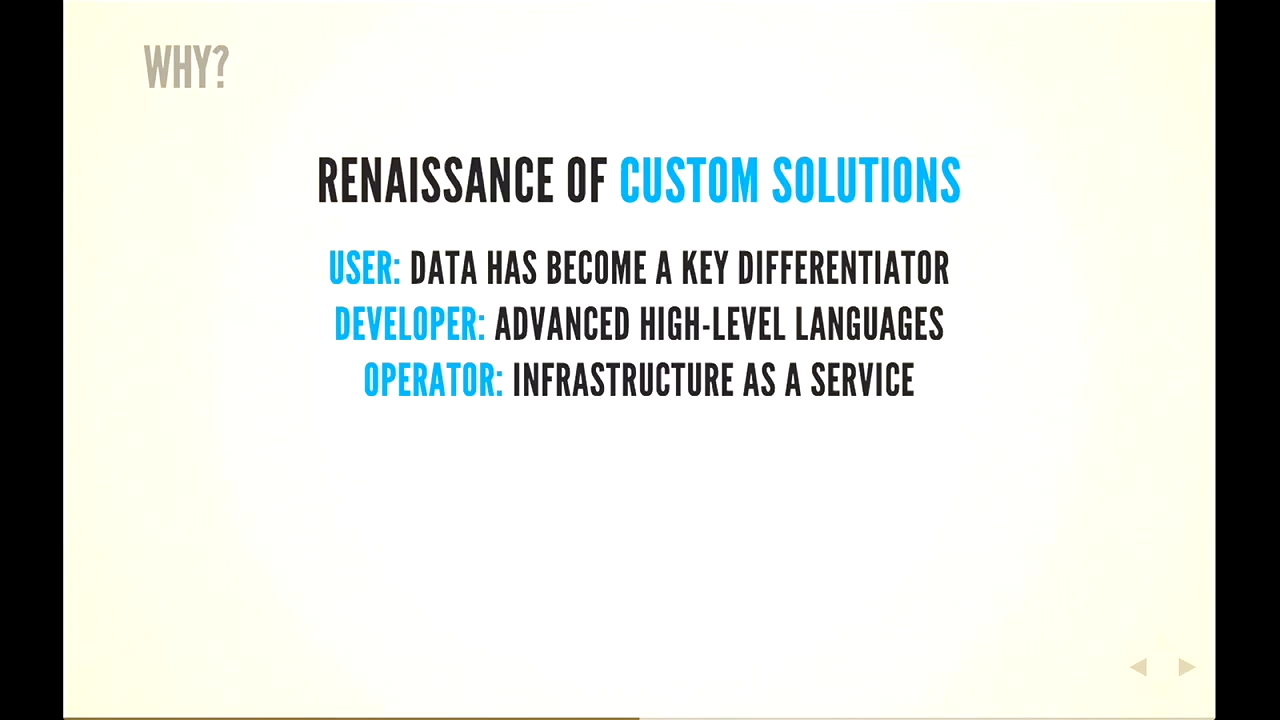 WHY?
RENAISSANCE OF CUSTOM SOLUTIONS
USER: DATA HAS BECOME A KEY DIFFERENTIATOR
DEVELOPER: ADVANCED HIGH-LEVEL LANGUAGES
OPERATOR: INFRASTRUCTURE AS A SERVICE